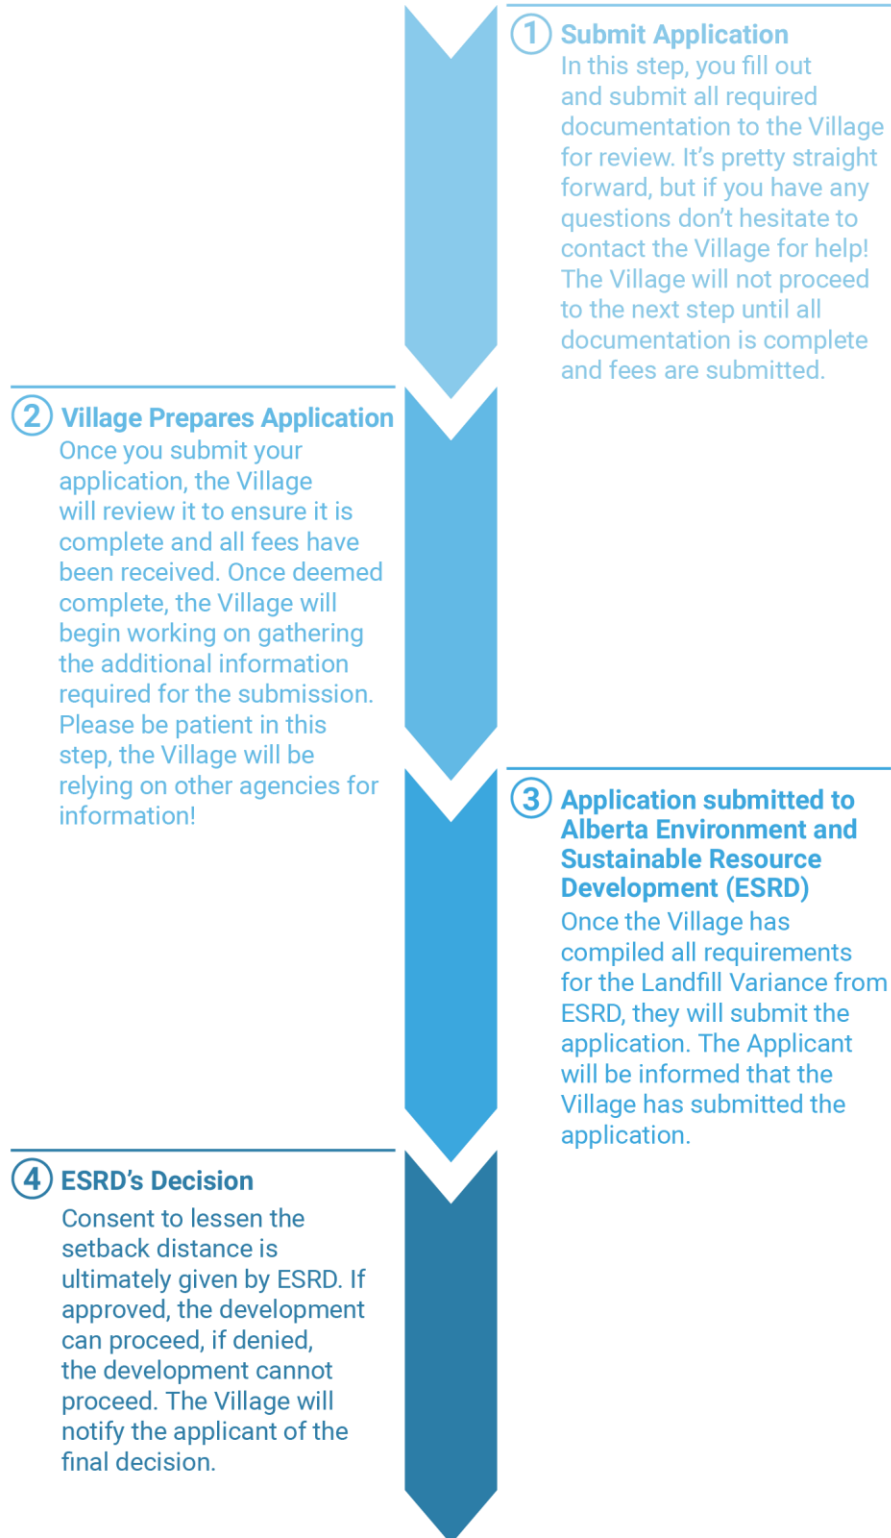 1 Submit Application
In this step, you fill out
and submit all required
documentation to the Village
for review. It's pretty straight
forward, but if you have any
questions don't hesitate to
contact the Village for help!
The Village will not proceed
to the next step until all
documentation is complete
and fees are submitted.
2 Village Prepares Application
Once you submit your
application, the Village
will review it to ensure it is
complete and all fees have
been received. Once deemed
complete, the Village will
begin working on gathering
the additional information
required for the submission.
Please be patient in this
step, the Village will be
relying on other agencies for
information!
3 Application submitted to
Alberta Environment and
Sustainable Resource
Development (ESRD)
Once the Village has
compiled all requirements
for the Landfill Variance from
ESRD, they will submit the
application. The Applicant
will be informed that the
Village has submitted the
application.
4 ESRD's Decision
Consent to lessen the
setback distance is
ultimately given by ESRD. If
approved, the development
can proceed, if denied,
the development cannot
proceed. The Village will
notify the applicant of the
final decision.